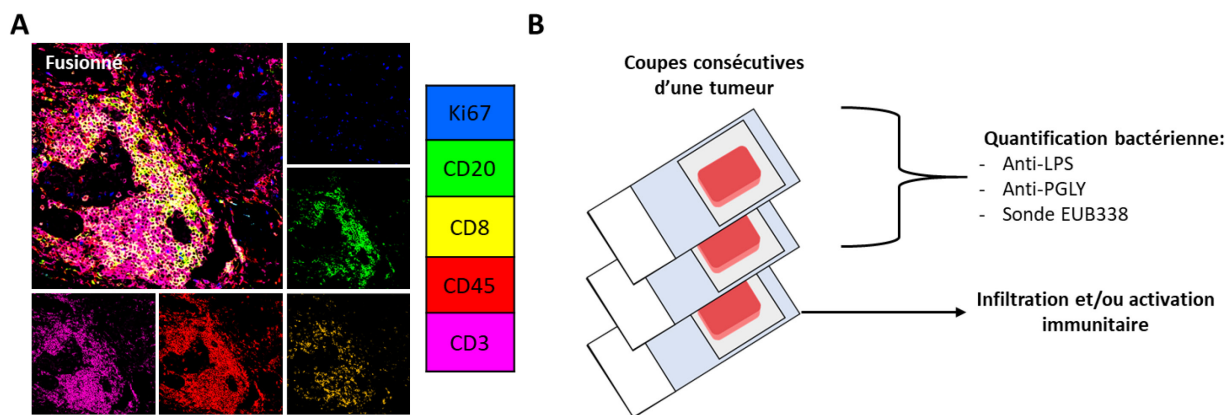 A
Fusionné
Ki67
CD20
CD8
CD45
CD3
B
Coupes consécutives
d’une tumeur
Quantification bactérienne:
- Anti-LPS
- Anti-PGLY
- Sonde EUB338
Infiltration et/ou activation
immunitaire